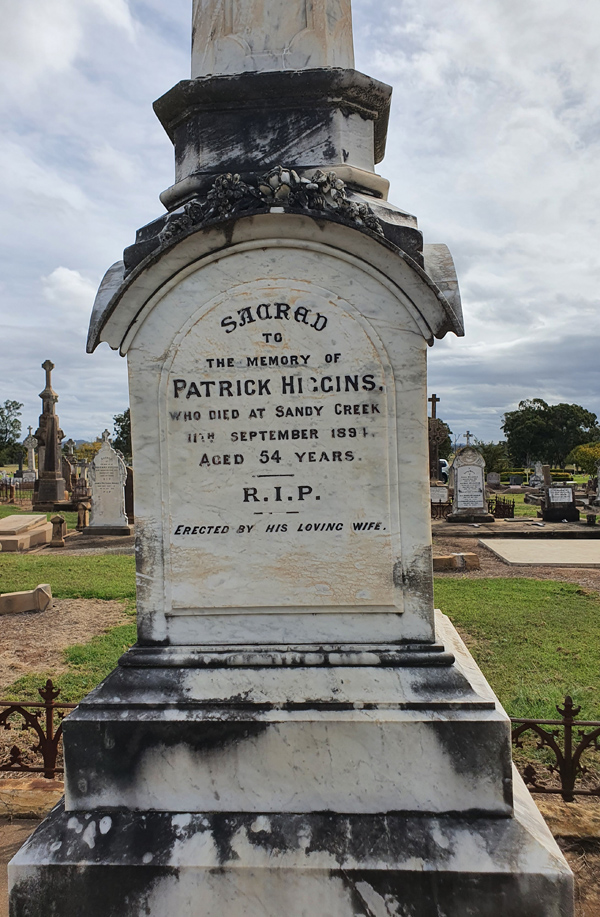 SACRED
TO
THE MEMORY OF
PATRICK HIGGINS,
WHO DIED AT SANDY CREEK
11TH SEPTEMBER 1891.
AGED 54 YEARS.
R.I.P.
ERECTED BY HIS LOVING WIFE.